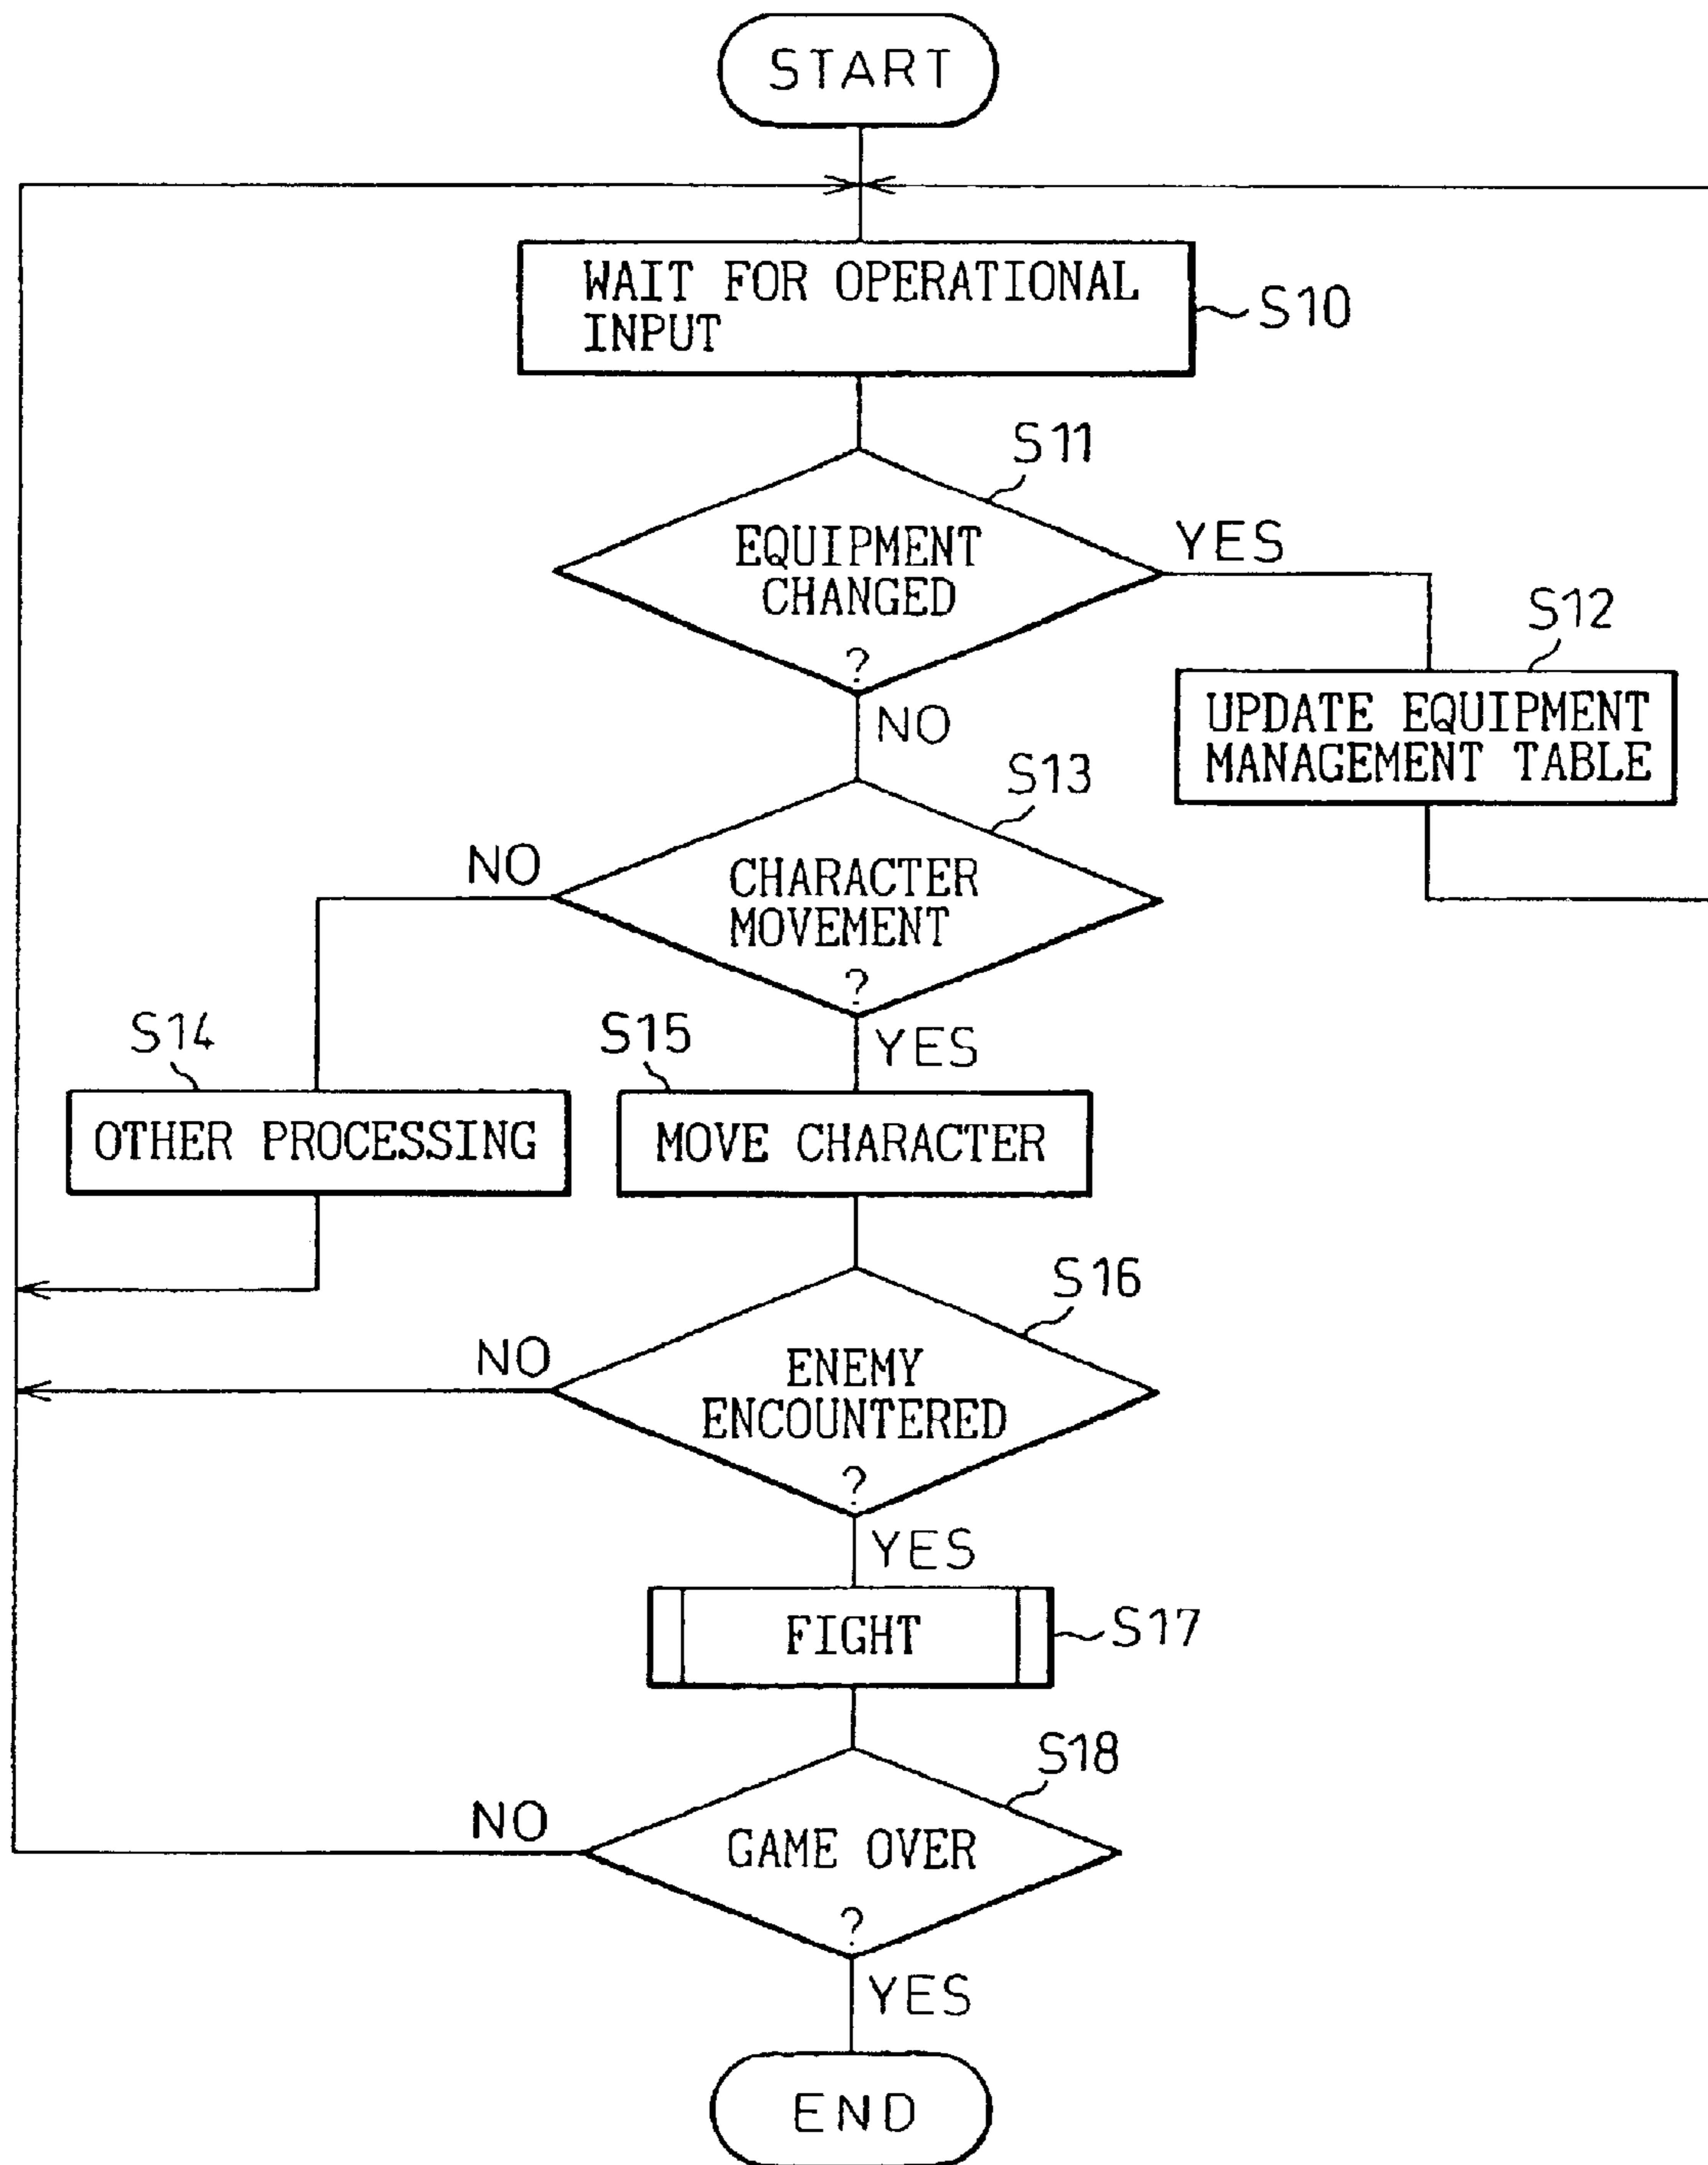 START
WAIT FOR OPERATIONAL
INPUT
S10
S11
EQUIPMENT
CHANGED
?
YES
NO
S12
UPDATE EQUIPMENT
MANAGEMENT TABLE
S13
CHARACTER
MOVEMENT
?
NO
YES
S14
OTHER PROCESSING
S15
MOVE CHARACTER
S16
ENEMY
ENCOUNTERED
?
NO
YES
FIGHT
S17
S18
GAME OVER
?
NO
YES
END